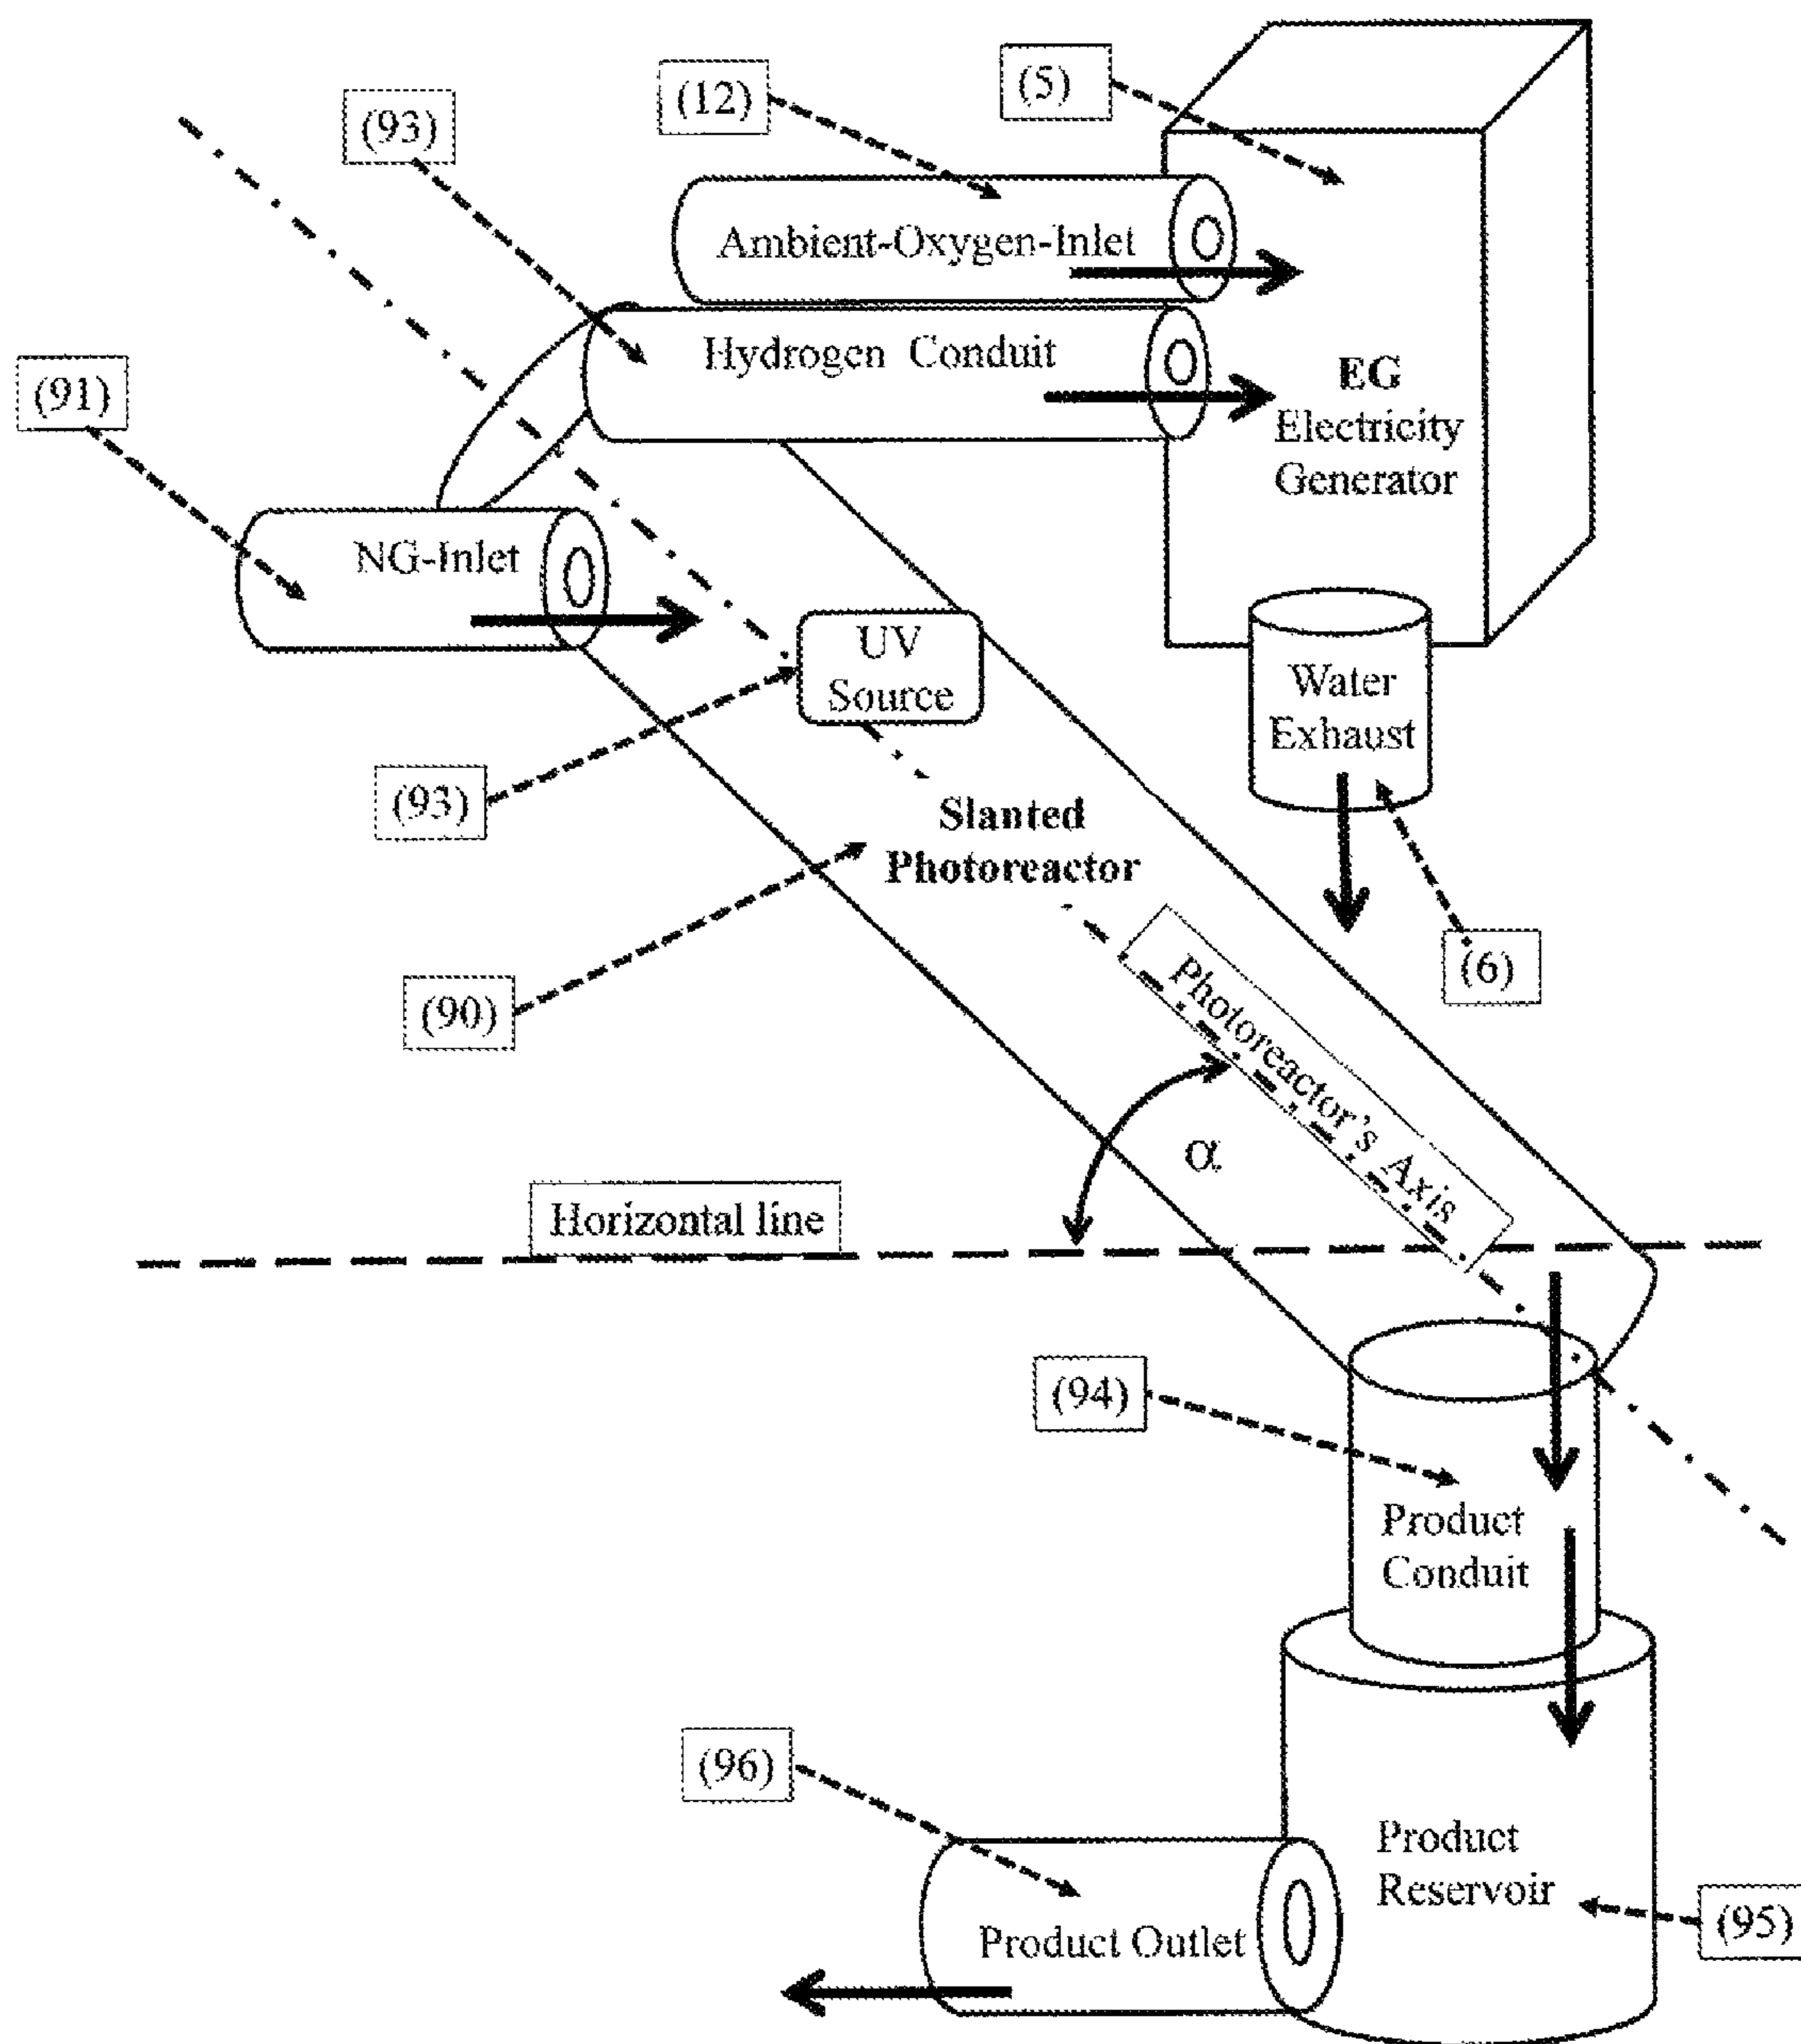 (5)
(12)
(93)
Ambient-Oxygen-Inlet
Hydrogen Conduit
(91)
EG
Electricity
Generator
NG-Inlet
UV
Source
Water
Exhaust
(93)
Slanted
Photoreactor
(6)
(90)
Photoreactor's Axis
α
Horizontal line
(94)
Product
Conduit
(96)
Product
Reservoir
(95)
Product Outlet